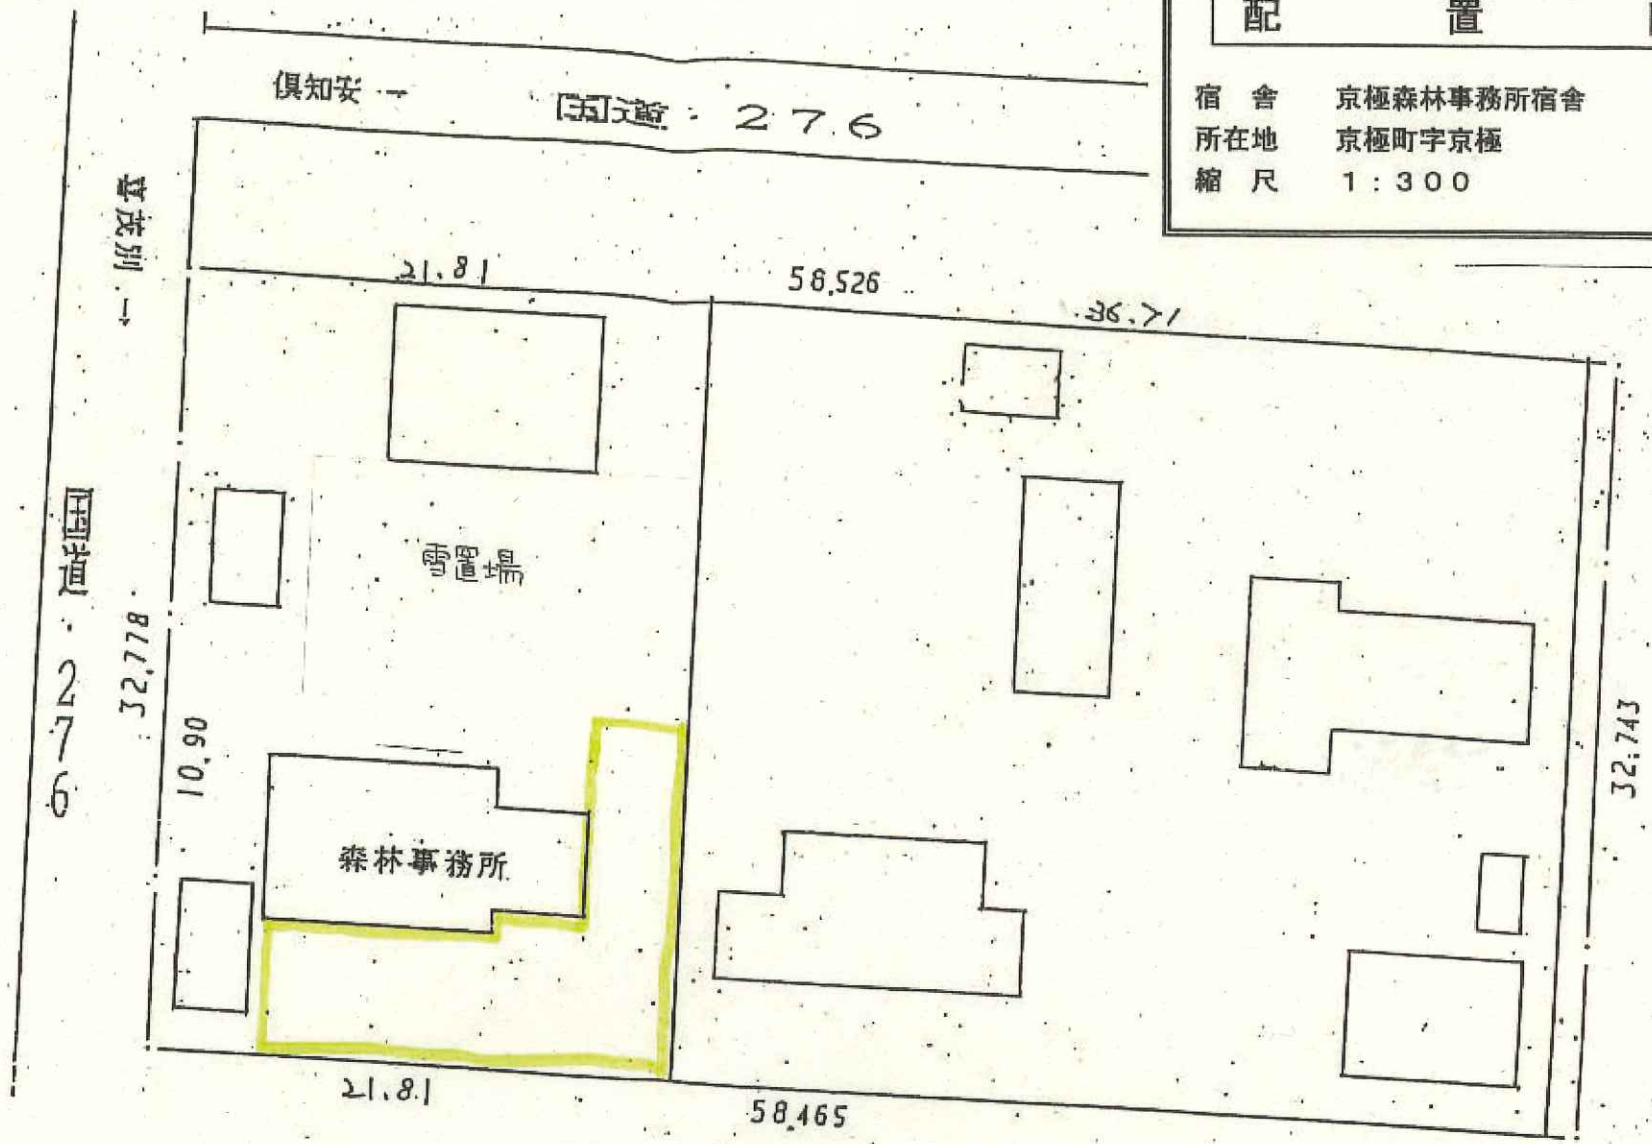 配置
宿舎 京極森林事務所宿舎
所在地 京極町字京極
縮尺 1:300
倶知安 →
国道・276
喜茂別 →
21.81
58,526
36.71
国道・276
雪置場
32,778
10.90
32,743
森林事務所
21.81
58,465